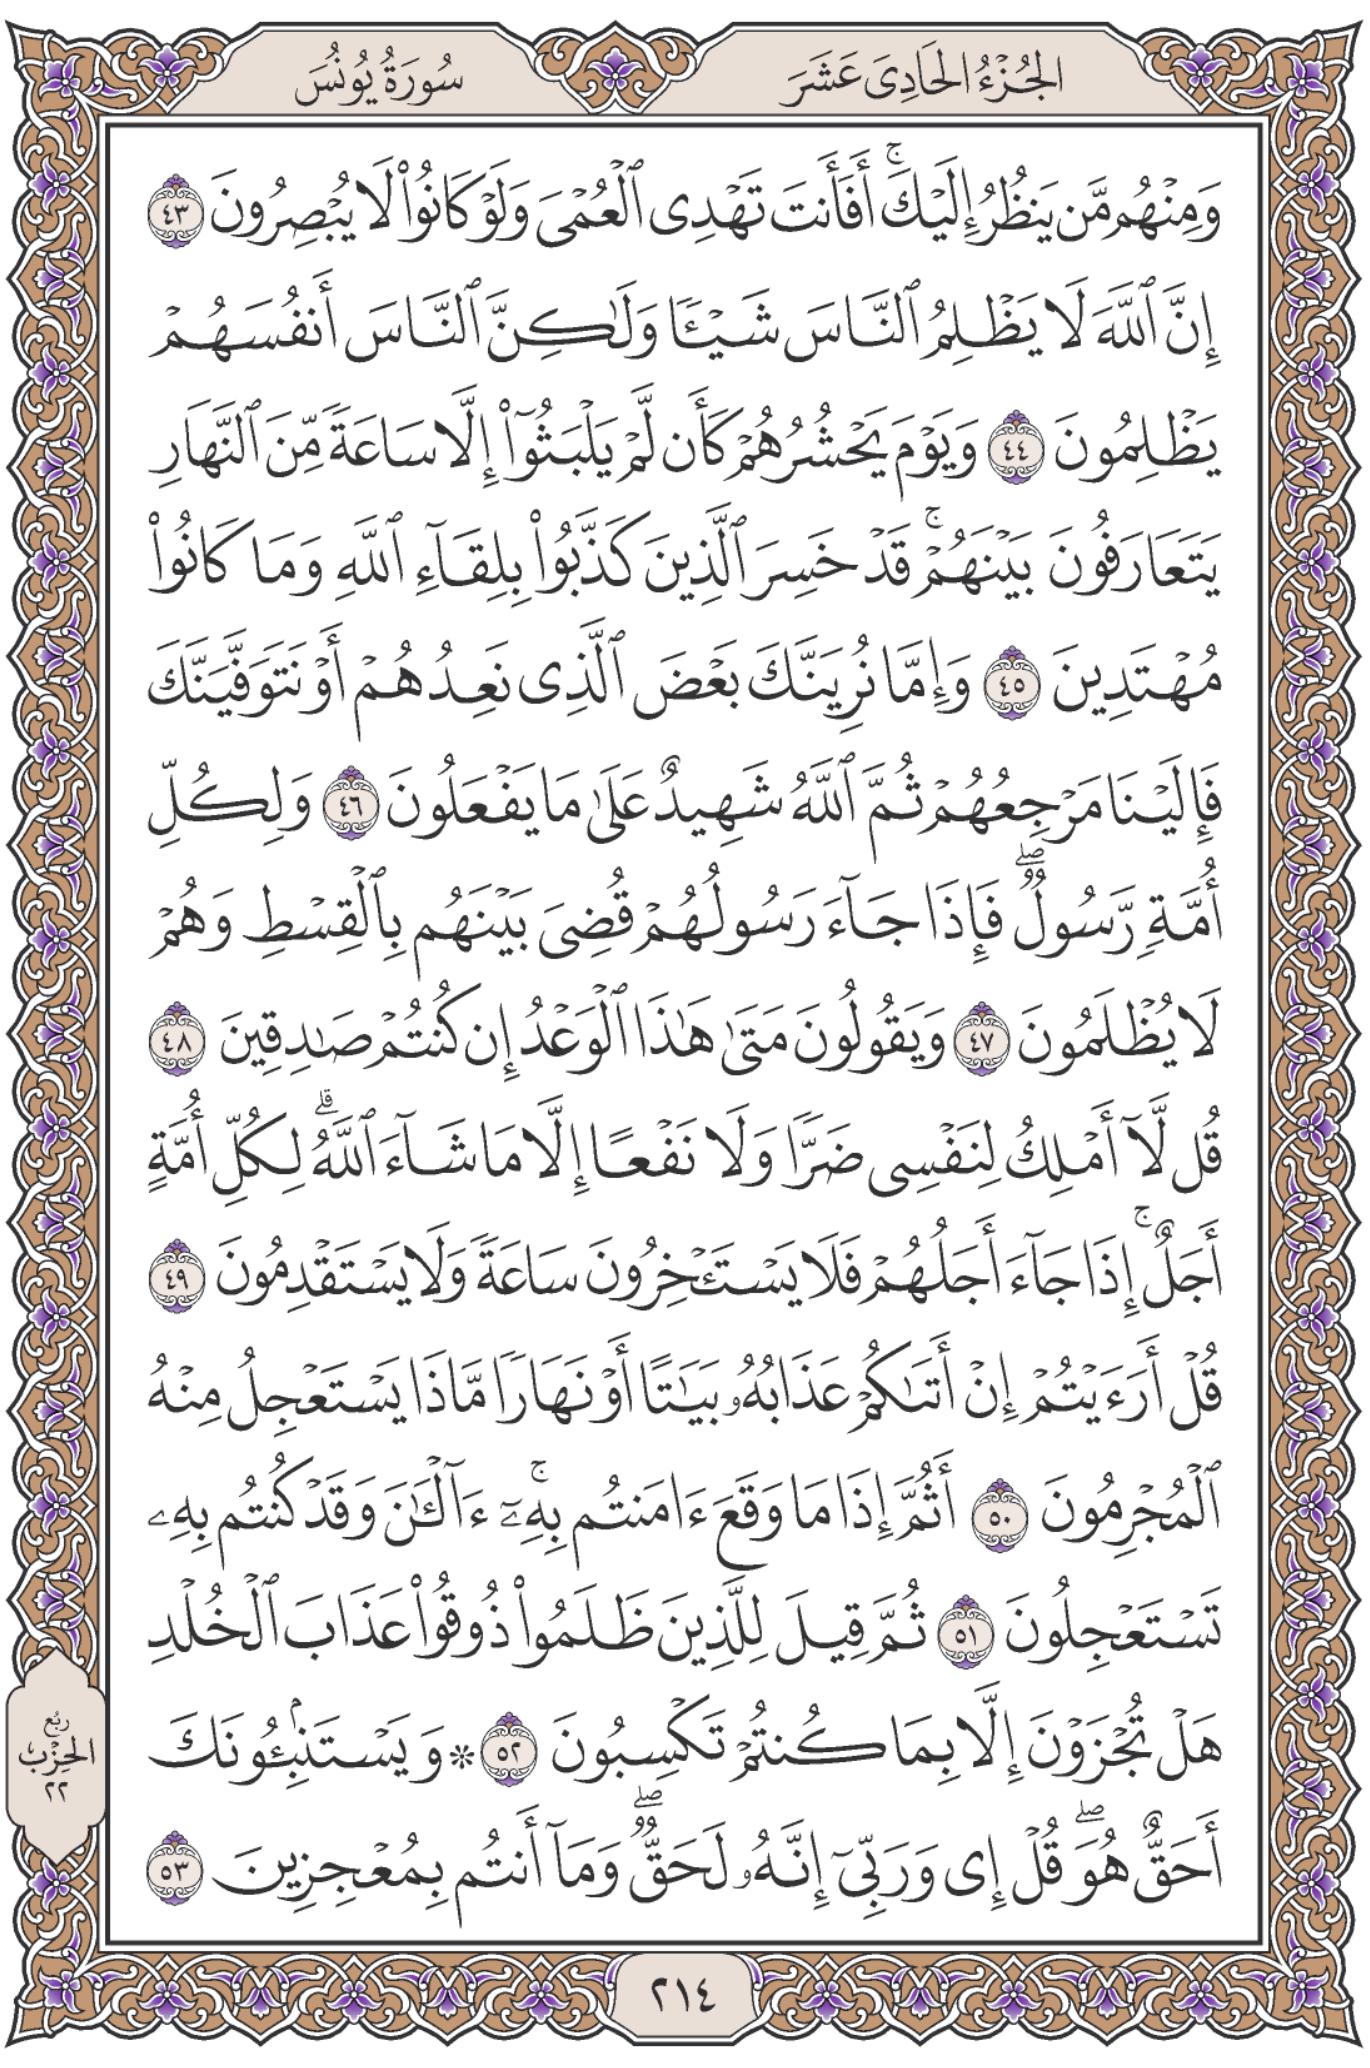 الجُزْءُ الحَادِىَ عَشَرَ
سُورَةُ يُونُسَ
وَمِنْهُم مَّن يَنظُرُ إِلَيْكَۚ أَفَأَنتَ تَهْدِى ٱلْعُمْىَ وَلَوْ كَانُوا۟ لَا يُبْصِرُونَ ٤٣
إِنَّ ٱللَّهَ لَا يَظْلِمُ ٱلنَّاسَ شَيْـًٔا وَلَـٰكِنَّ ٱلنَّاسَ أَنفُسَهُمْ
يَظْلِمُونَ ٤٤ وَيَوْمَ يَحْشُرُهُمْ كَأَن لَّمْ يَلْبَثُوٓا۟ إِلَّا سَاعَةً مِّنَ ٱلنَّهَارِ
يَتَعَارَفُونَ بَيْنَهُمْۚ قَدْ خَسِرَ ٱلَّذِينَ كَذَّبُوا۟ بِلِقَآءِ ٱللَّهِ وَمَا كَانُوا۟
مُهْتَدِينَ ٤٥ وَإِمَّا نُرِيَنَّكَ بَعْضَ ٱلَّذِى نَعِدُهُمْ أَوْ نَتَوَفَّيَنَّكَ
فَإِلَيْنَا مَرْجِعُهُمْ ثُمَّ ٱللَّهُ شَهِيدٌ عَلَىٰ مَا يَفْعَلُونَ ٤٦ وَلِكُلِّ
أُمَّةٍ رَّسُولٌۖ فَإِذَا جَآءَ رَسُولُهُمْ قُضِىَ بَيْنَهُم بِٱلْقِسْطِ وَهُمْ
لَا يُظْلَمُونَ ٤٧ وَيَقُولُونَ مَتَىٰ هَـٰذَا ٱلْوَعْدُ إِن كُنتُمْ صَـٰدِقِينَ ٤٨
قُل لَّآ أَمْلِكُ لِنَفْسِى ضَرًّا وَلَا نَفْعًا إِلَّا مَا شَآءَ ٱللَّهُۗ لِكُلِّ أُمَّةٍ
أَجَلٌۚ إِذَا جَآءَ أَجَلُهُمْ فَلَا يَسْتَـْٔخِرُونَ سَاعَةً وَلَا يَسْتَقْدِمُونَ ٤٩
قُلْ أَرَءَيْتُمْ إِنْ أَتَىٰكُمْ عَذَابُهُۥ بَيَـٰتًا أَوْ نَهَارًا مَّاذَا يَسْتَعْجِلُ مِنْهُ
ٱلْمُجْرِمُونَ ٥٠ أَثُمَّ إِذَا مَا وَقَعَ ءَامَنتُم بِهِۦٓۚ ءَآلْـَٔـٰنَ وَقَدْ كُنتُم بِهِۦ
تَسْتَعْجِلُونَ ٥١ ثُمَّ قِيلَ لِلَّذِينَ ظَلَمُوا۟ ذُوقُوا۟ عَذَابَ ٱلْخُلْدِ
هَلْ تُجْزَوْنَ إِلَّا بِمَا كُنتُمْ تَكْسِبُونَ ٥٢ ۞ وَيَسْتَنۢبِـُٔونَكَ
أَحَقٌّ هُوَۖ قُلْ إِى وَرَبِّىٓ إِنَّهُۥ لَحَقٌّۖ وَمَآ أَنتُم بِمُعْجِزِينَ ٥٣
رُبُع
الحِزْب
٢٢
٢١٤